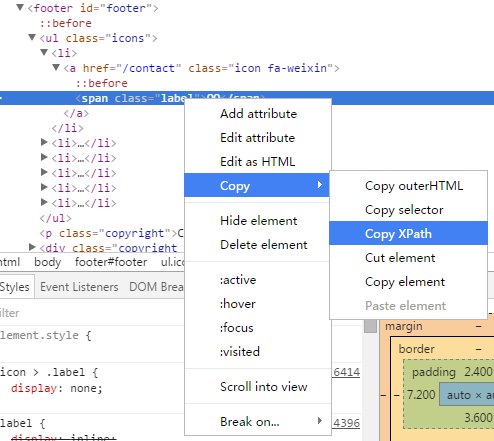 ▼<footer id="footer">
::before
▼<ul class="icons">
▼<li>
▼<a href="/contact" class="icon fa-weixin">
::before
<span class="label">QQ</span>
</a>
</li>
▶<li>…</li>
▶<li>…</li>
▶<li>…</li>
▶<li>…</li>
▶<li>…</li>
</ul>
<p class="copyright">C
▶<div class="copyright
html body footer#footer ul.ico
Styles Event Listeners DOM Brea
Filter
element.style {
icon > .label {
display: none;
6414
label {
display: inline;
4396
Add attribute
Edit attribute
Edit as HTML
Copy
Hide element
Delete element
:active
:hover
:focus
:visited
Scroll into view
Break on...
Copy outerHTML
Copy selector
Copy XPath
Cut element
Copy element
Paste element
margin –
border –
padding 2.400
7.200 auto × a
3.600